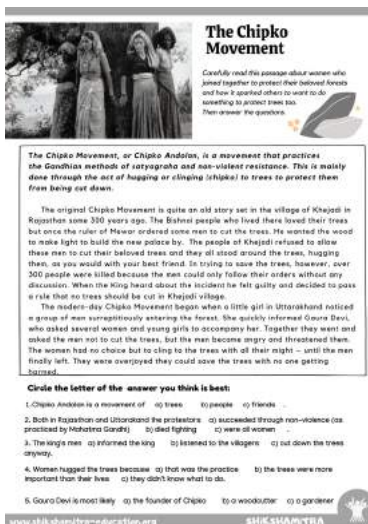 The Chipko
Movement
Carefully read this passage about women who
joined together to protect their beloved forests
and how it sparked others to want to do
something to protect trees too.
Then answer the questions.
The Chipko Movement, or Chipko Andolan, is a movement that practices
the Gandhian methods of satyagraha and non-violent resistance. This is mainly
done through the act of hugging or clinging (chipko) to trees to protect them
from being cut down.
The original Chipko Movement is quite an old story set in the village of Khejadi in
Rajasthan some 300 years ago. The Bishnoi people who lived there loved their trees
but once the ruler of Mewar ordered some men to cut the trees. He wanted the wood
to make light to build the new palace by. The people of Khejadi refused to allow
these men to cut their beloved trees and they all stood around the trees, hugging
then, as you would with your best friend. In trying to save the trees, however, over
300 people were killed because the men could only follow their orders without any
discussion. When the King heard about the incident he felt guilty and decided to pass
a rule that no trees should be cut in Khejadi village.
The modern-day Chipko Movement began when a little girl in Uttarakhand noticed
a group of men surreptitiously entering the forest. She quickly informed Gaura Devi,
who asked several women and young girls to accompany her. Together they went and
asked the men not to cut the trees, but the men became angry and threatened them.
The women had no choice but to cling to the trees with all their might – until the men
finally left. They were overjoyed they could save the trees with no one getting
harmed.
Circle the letter of the answer you think is best:
1. Chipko Andolan is a movement of a) trees b) people c) friends .
2. Both in Rajasthan and Uttarakand the protestors a) succeeded through non-violence (as
practiced by Mahatma Gandhi) b) died fighting c) were all women .
3. The king's men a) informed the king b) listened to the villagers c) cut down the trees
anyway.
4. Women hugged the trees because a) that was the practice b) the trees were more
important than their lives c) they didn't know what to do.
5. Gaura Devi is most likely a) the founder of Chipko b) a woodcutter c) a gardener
www.shikshamitra-education.org SHIKSHAMITRA